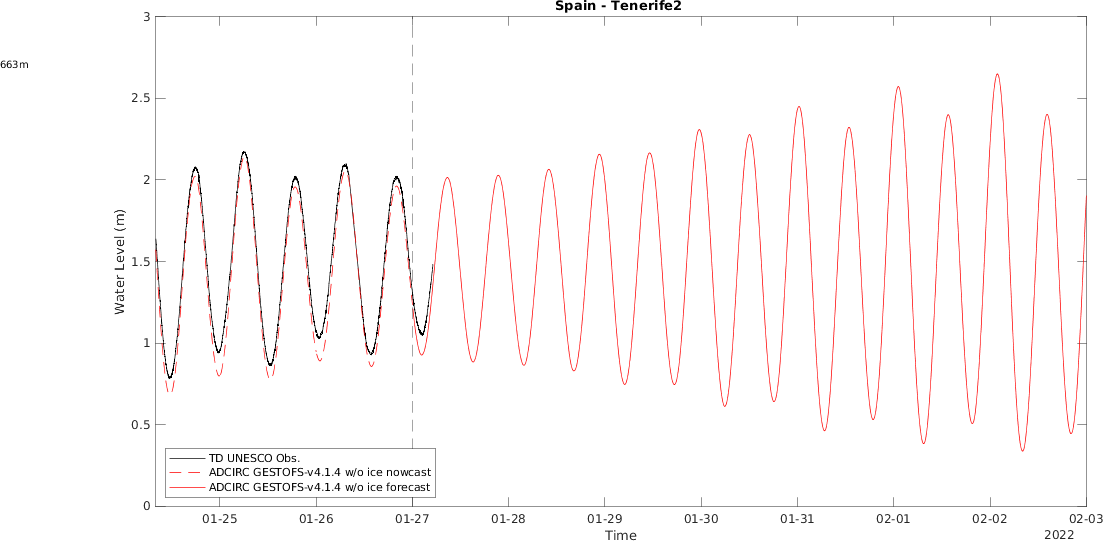 Spain - Tenerife2
663m
3
2.5
2
1.5
1
0.5
0
Water Level (m)
TD UNESCO Obs.
ADCIRC GESTOFS-v4.1.4 w/o ice nowcast
ADCIRC GESTOFS-v4.1.4 w/o ice forecast
01-25 01-26 01-27 01-28 01-29 01-30 01-31 02-01 02-02 02-03
Time
2022